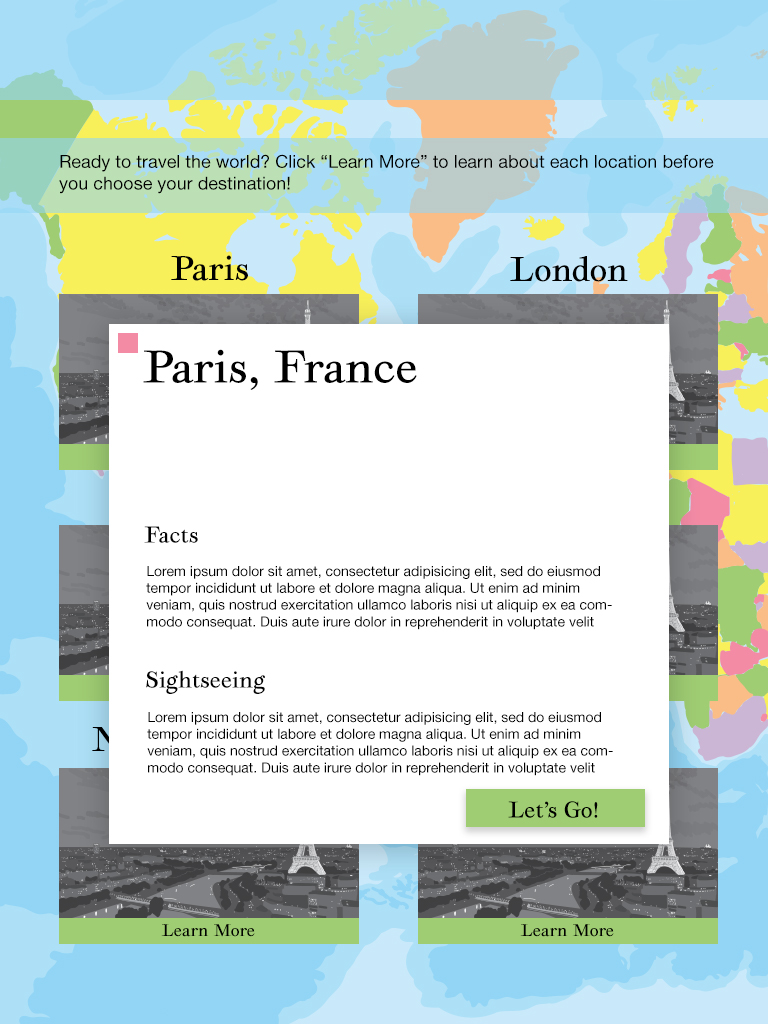 Ready to travel the world? Click “Learn More” to learn about each location before
you choose your destination!
Paris
London
Paris, France
Facts
Lorem ipsum dolor sit amet, consectetur adipisicing elit, sed do eiusmod
tempor incididunt ut labore et dolore magna aliqua. Ut enim ad minim
veniam, quis nostrud exercitation ullamco laboris nisi ut aliquip ex ea com-
modo consequat. Duis aute irure dolor in reprehenderit in voluptate velit
Sightseeing
Lorem ipsum dolor sit amet, consectetur adipisicing elit, sed do eiusmod
tempor incididunt ut labore et dolore magna aliqua. Ut enim ad minim
veniam, quis nostrud exercitation ullamco laboris nisi ut aliquip ex ea com-
modo consequat. Duis aute irure dolor in reprehenderit in voluptate velit
Let’s Go!
Learn More
Learn More